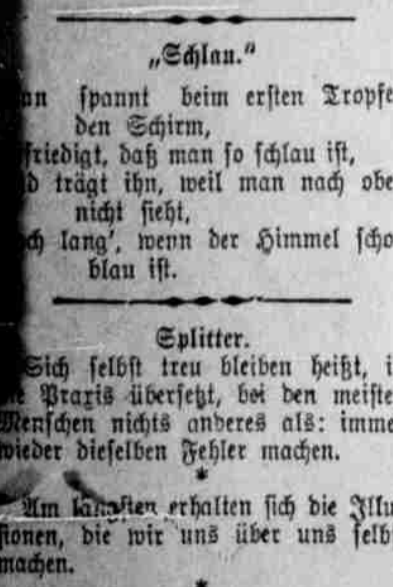 „Schlau.“
an spannt beim ersten Tropfe
den Schirm,
friedigt, daß man so schlau ist,
d trägt ihn, weil man nach obe
nicht sieht,
ch lang', wenn der Himmel scho
blau ist.
Splitter.
Sich selbst treu bleiben heißt, i
e Praxis übersetzt, bei den meiste
Menschen nichts anderes als: imme
wieder dieselben Fehler machen.
*
Am längsten erhalten sich die Illu
sionen, die wir uns über uns selb
machen.
*